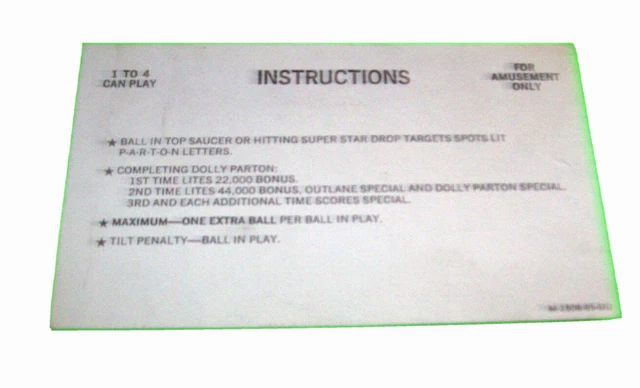 1 TO 4
CAN PLAY
INSTRUCTIONS
FOR
AMUSEMENT
ONLY
★ BALL IN TOP SAUCER OR HITTING SUPER STAR DROP TARGETS SPOTS LIT
P-A-R-T-O-N LETTERS.
★ COMPLETING DOLLY PARTON:
1ST TIME LITES 22,000 BONUS.
2ND TIME LITES 44,000 BONUS, OUTLANE SPECIAL AND DOLLY PARTON SPECIAL.
3RD AND EACH ADDITIONAL TIME SCORES SPECIAL.
★ MAXIMUM—ONE EXTRA BALL PER BALL IN PLAY.
★ TILT PENALTY—BALL IN PLAY.